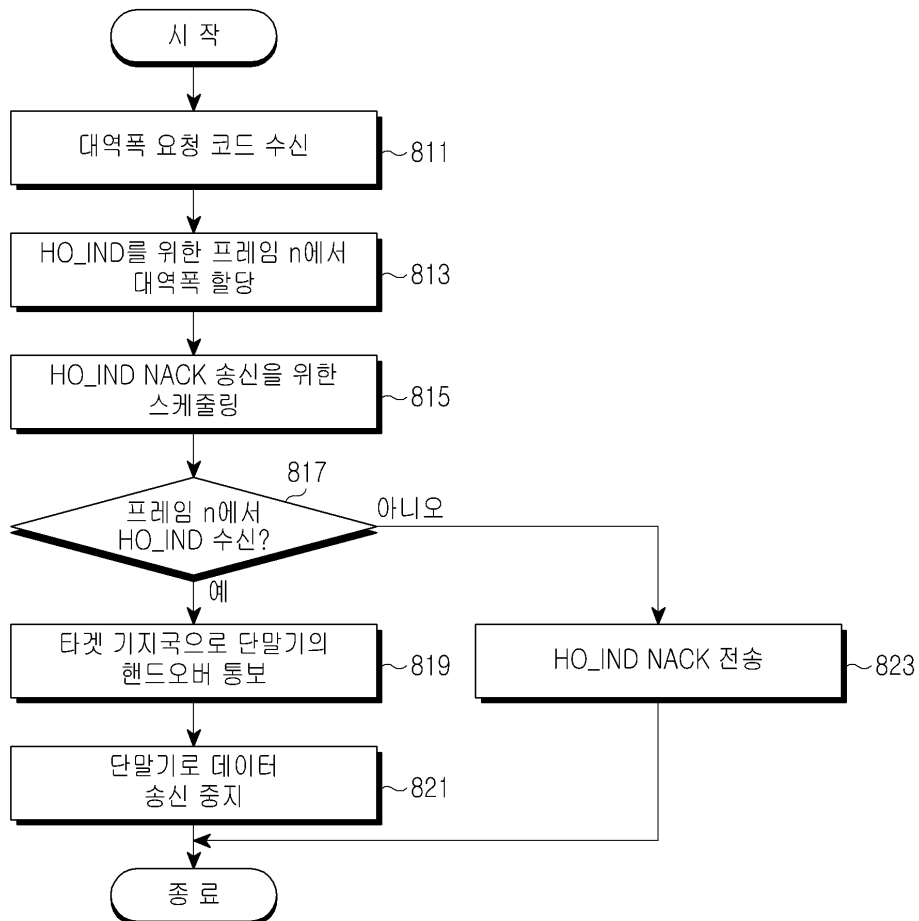 시 작
대역폭 요청 코드 수신
811
HO_IND를 위한 프레임 n에서
대역폭 할당
813
HO_IND NACK 송신을 위한
스케줄링
815
817
프레임 n에서
HO_IND 수신?
아니오
예
타겟 기지국으로 단말기의
핸드오버 통보
819
HO_IND NACK 전송
823
단말기로 데이터
송신 중지
821
종 료